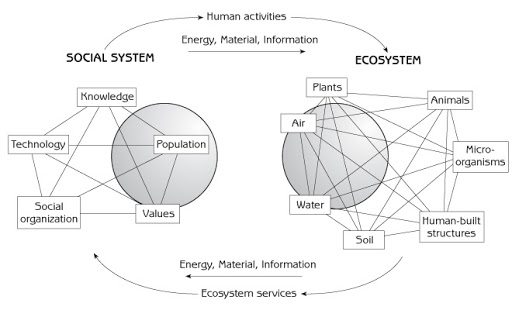 Human activities
Energy, Material, Information
SOCIAL SYSTEM
ECOSYSTEM
Knowledge
Technology
Population
Social
organization
Values
Plants
Animals
Air
Micro-
organisms
Water
Human-built
structures
Soil
Energy, Material, Information
Ecosystem services